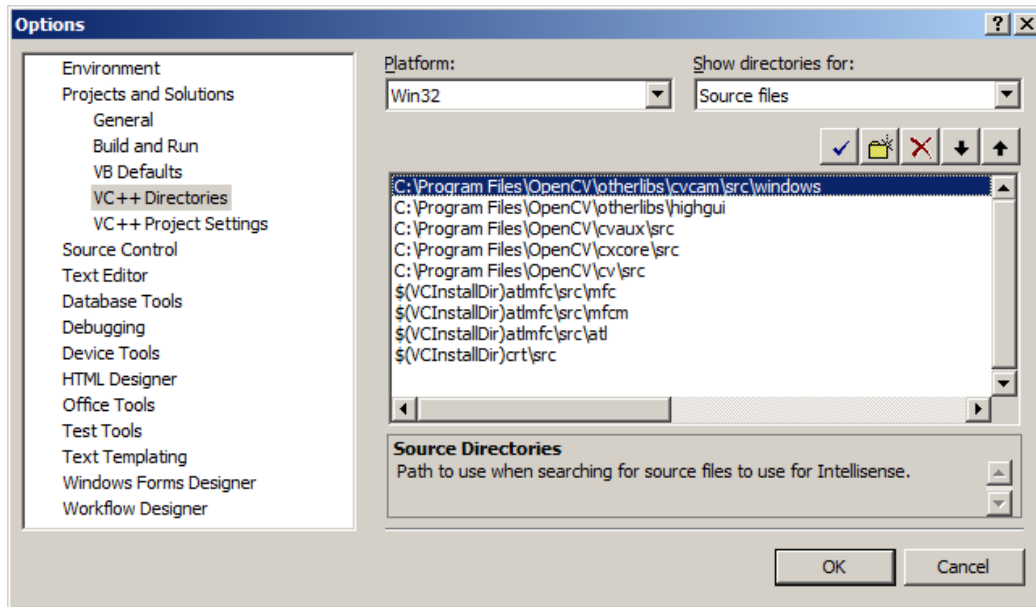 Options
Environment
Projects and Solutions
General
Build and Run
VB Defaults
VC++ Directories
VC++ Project Settings
Source Control
Text Editor
Database Tools
Debugging
Device Tools
HTML Designer
Office Tools
Test Tools
Text Templating
Windows Forms Designer
Workflow Designer
Platform:
Win32
Show directories for:
Source files
C:\Program Files\OpenCV\otherlibs\cvcam\src\windows
C:\Program Files\OpenCV\otherlibs\highgui
C:\Program Files\OpenCV\cvaux\src
C:\Program Files\OpenCV\cxcore\src
C:\Program Files\OpenCV\cv\src
$(VCInstallDir)atlmfc\src\mfc
$(VCInstallDir)atlmfc\src\mfcm
$(VCInstallDir)atlmfc\src\atl
$(VCInstallDir)crt\src
Source Directories
Path to use when searching for source files to use for Intellisense.
OK
Cancel